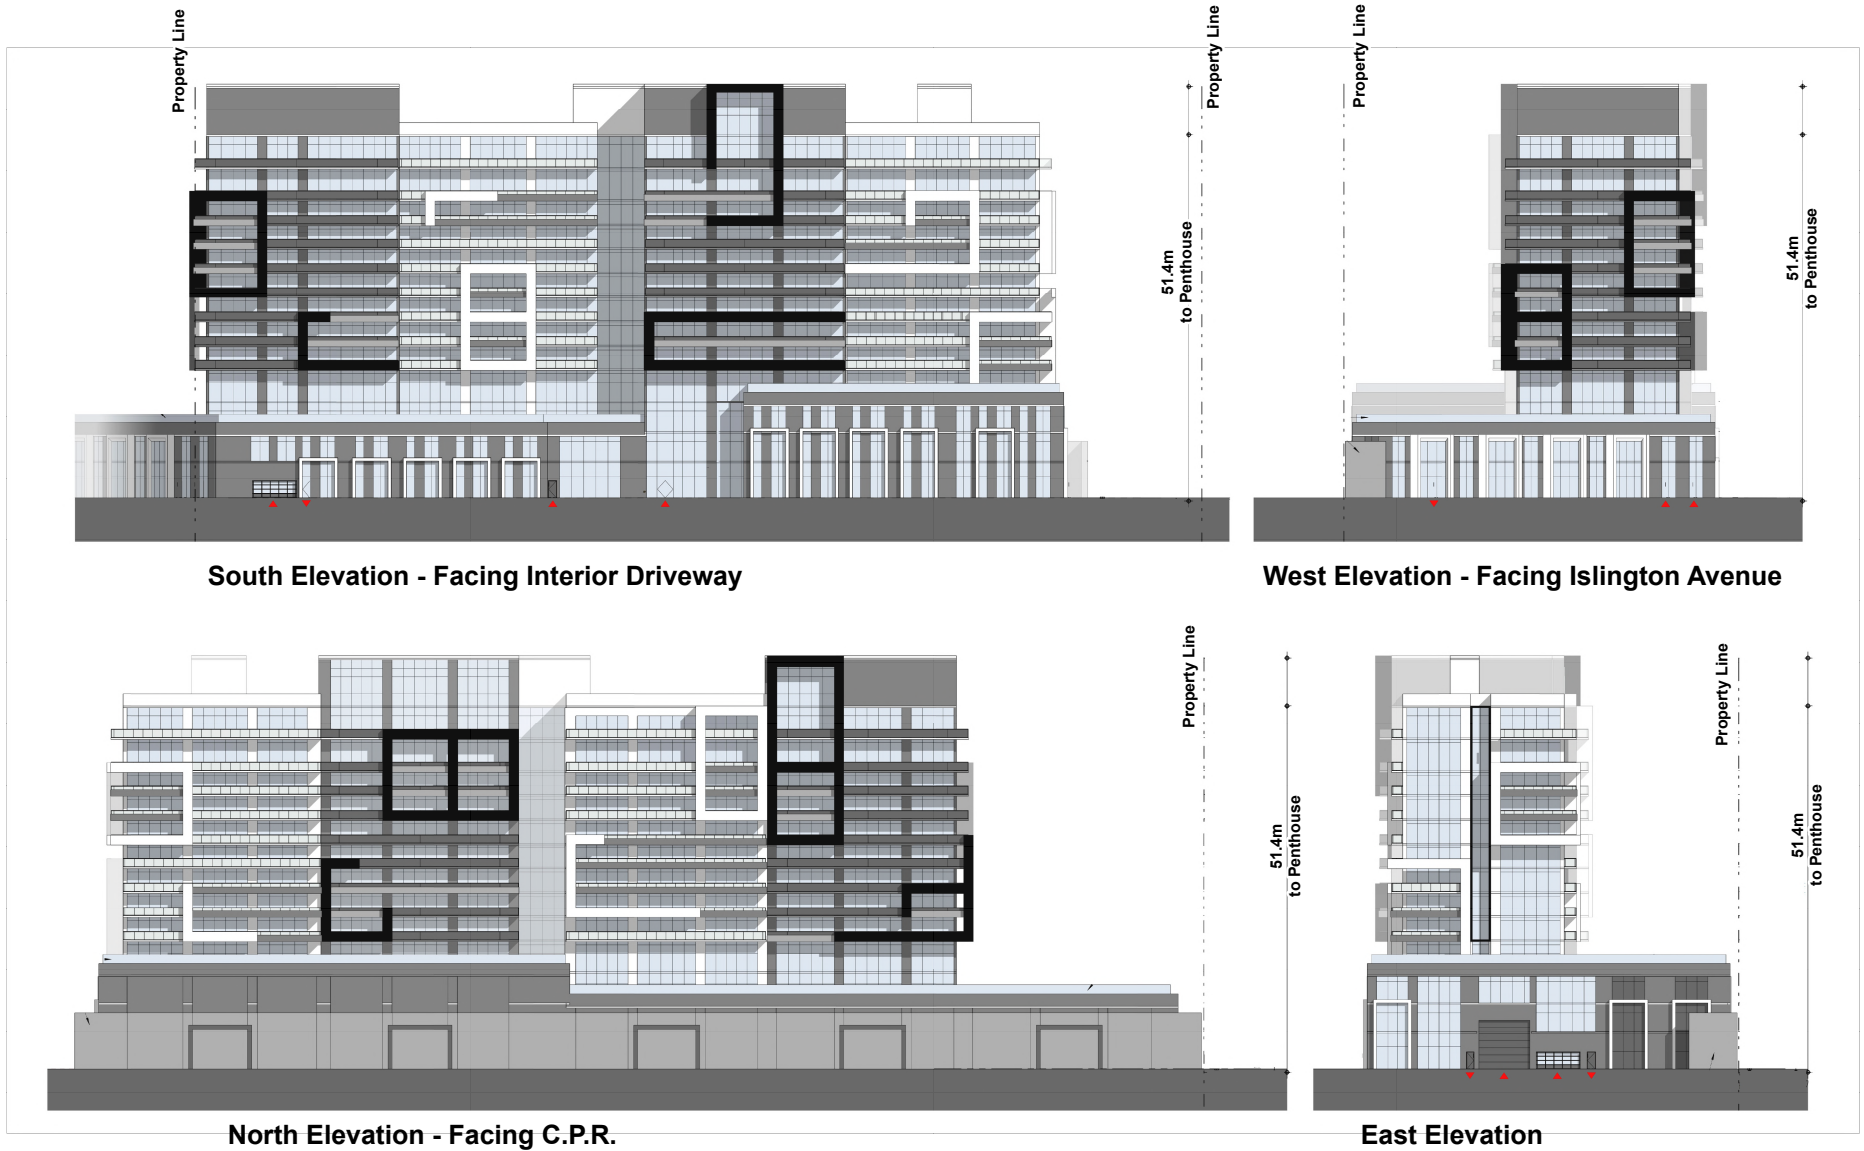 Property Line
Property Line
Property Line
51.4m
to Penthouse
51.4m
to Penthouse
South Elevation - Facing Interior Driveway
West Elevation - Facing Islington Avenue
Property Line
Property Line
51.4m
to Penthouse
51.4m
to Penthouse
North Elevation - Facing C.P.R.
East Elevation